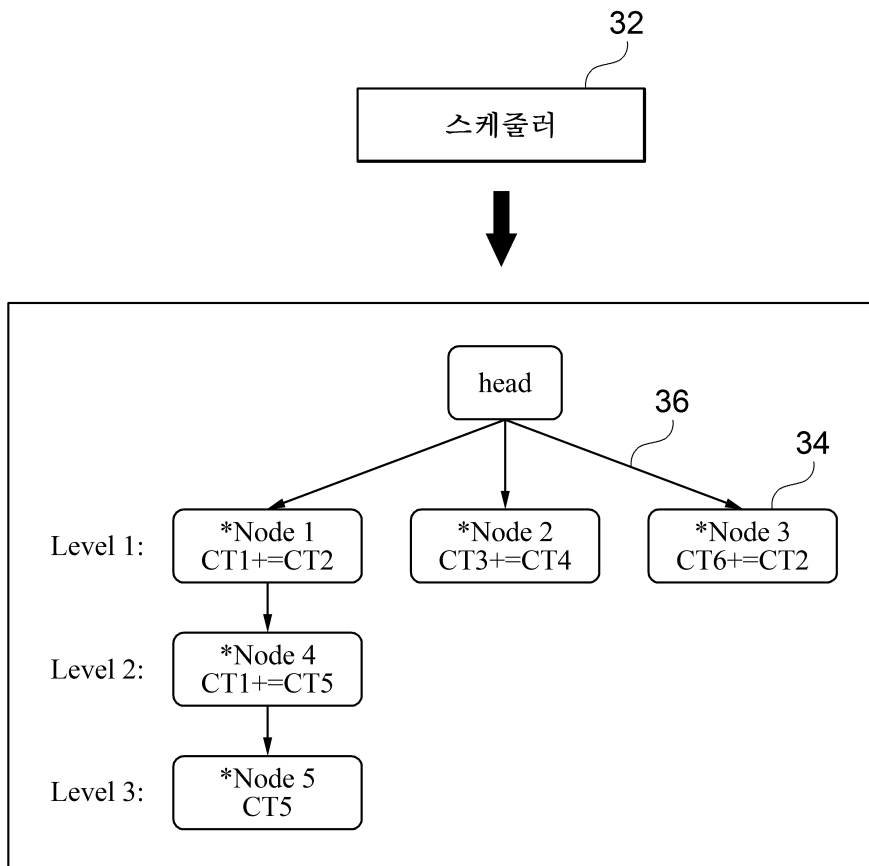 32
스케줄러
head
36
34
Level 1:
*Node 1
CT1+=CT2
*Node 2
CT3+=CT4
*Node 3
CT6+=CT2
Level 2:
*Node 4
CT1+=CT5
Level 3:
*Node 5
CT5